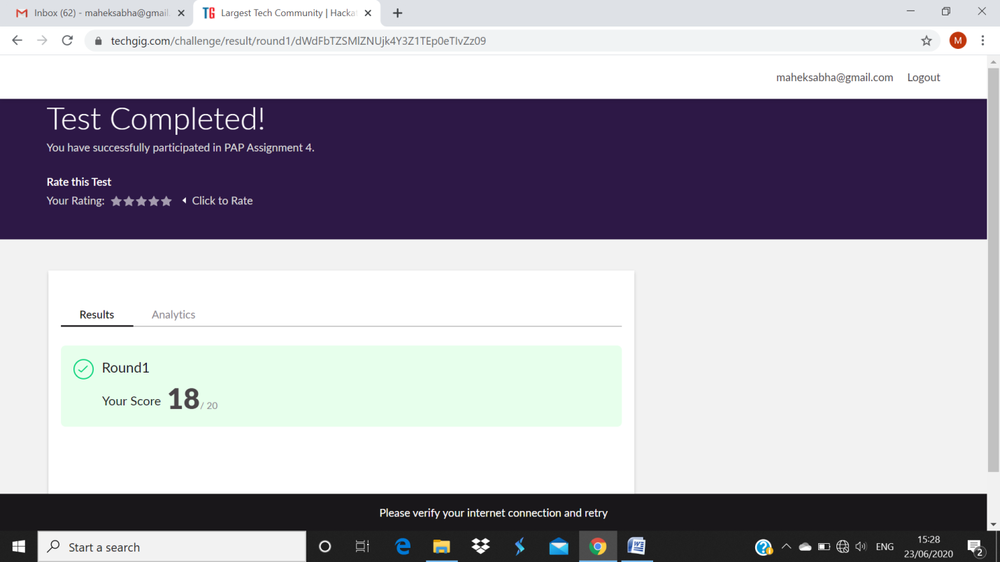 Inbox (62) - maheksabha@gmail.
TG Largest Tech Community | Hacka
techgig.com/challenge/result/round1/dWdFbTZSMlZNUjk4Y3Z1TEp0eTIvZz09
M
maheksabha@gmail.com Logout
Test Completed!
You have successfully participated in PAP Assignment 4.
Rate this Test
Your Rating: Click to Rate
Results Analytics
Round1
Your Score 18 / 20
Please verify your internet connection and retry
Start a search
ENG
15:28
23/06/2020
2